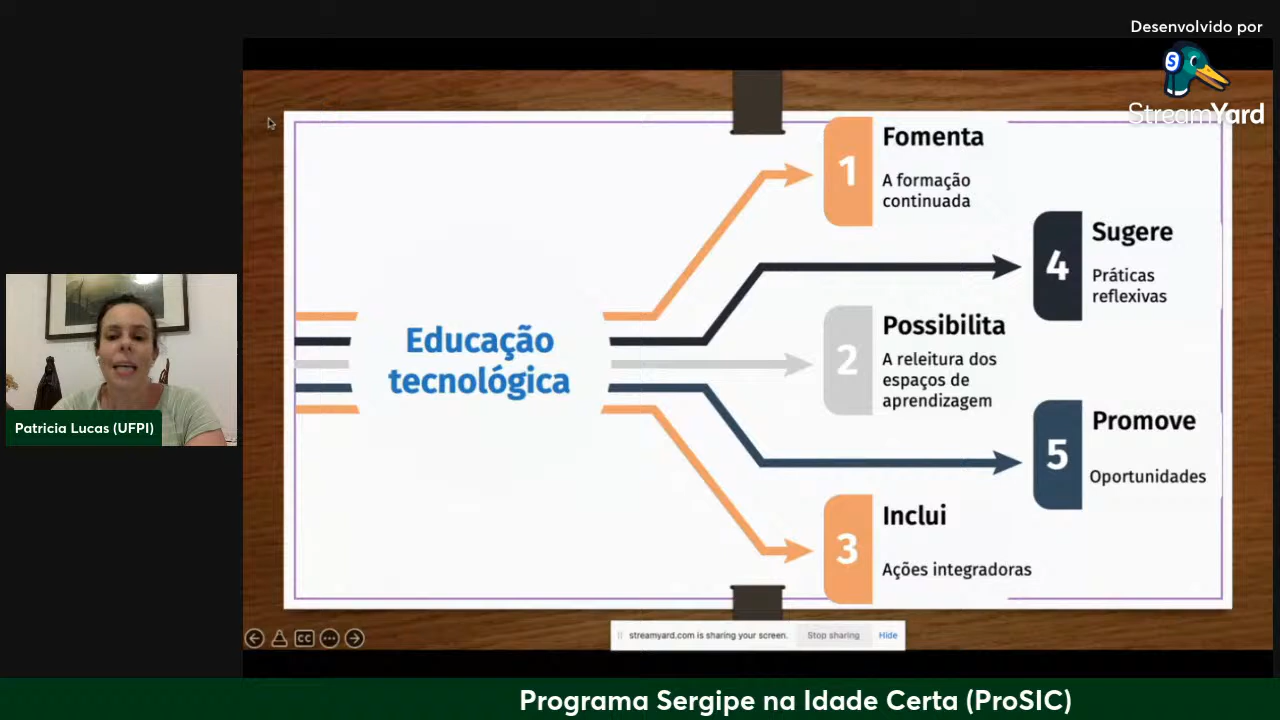 Desenvolvido por
StreamYard
Educação
tecnológica
1
Fomenta
A formação
continuada
4
Sugere
Práticas
reflexivas
2
Possibilita
A releitura dos
espaços de
aprendizagem
5
Promove
Oportunidades
3
Inclui
Ações integradoras
Patricia Lucas (UFPI)
CC
streamyard.com is sharing your screen.
Stop sharing
Hide
Programa Sergipe na Idade Certa (ProSIC)